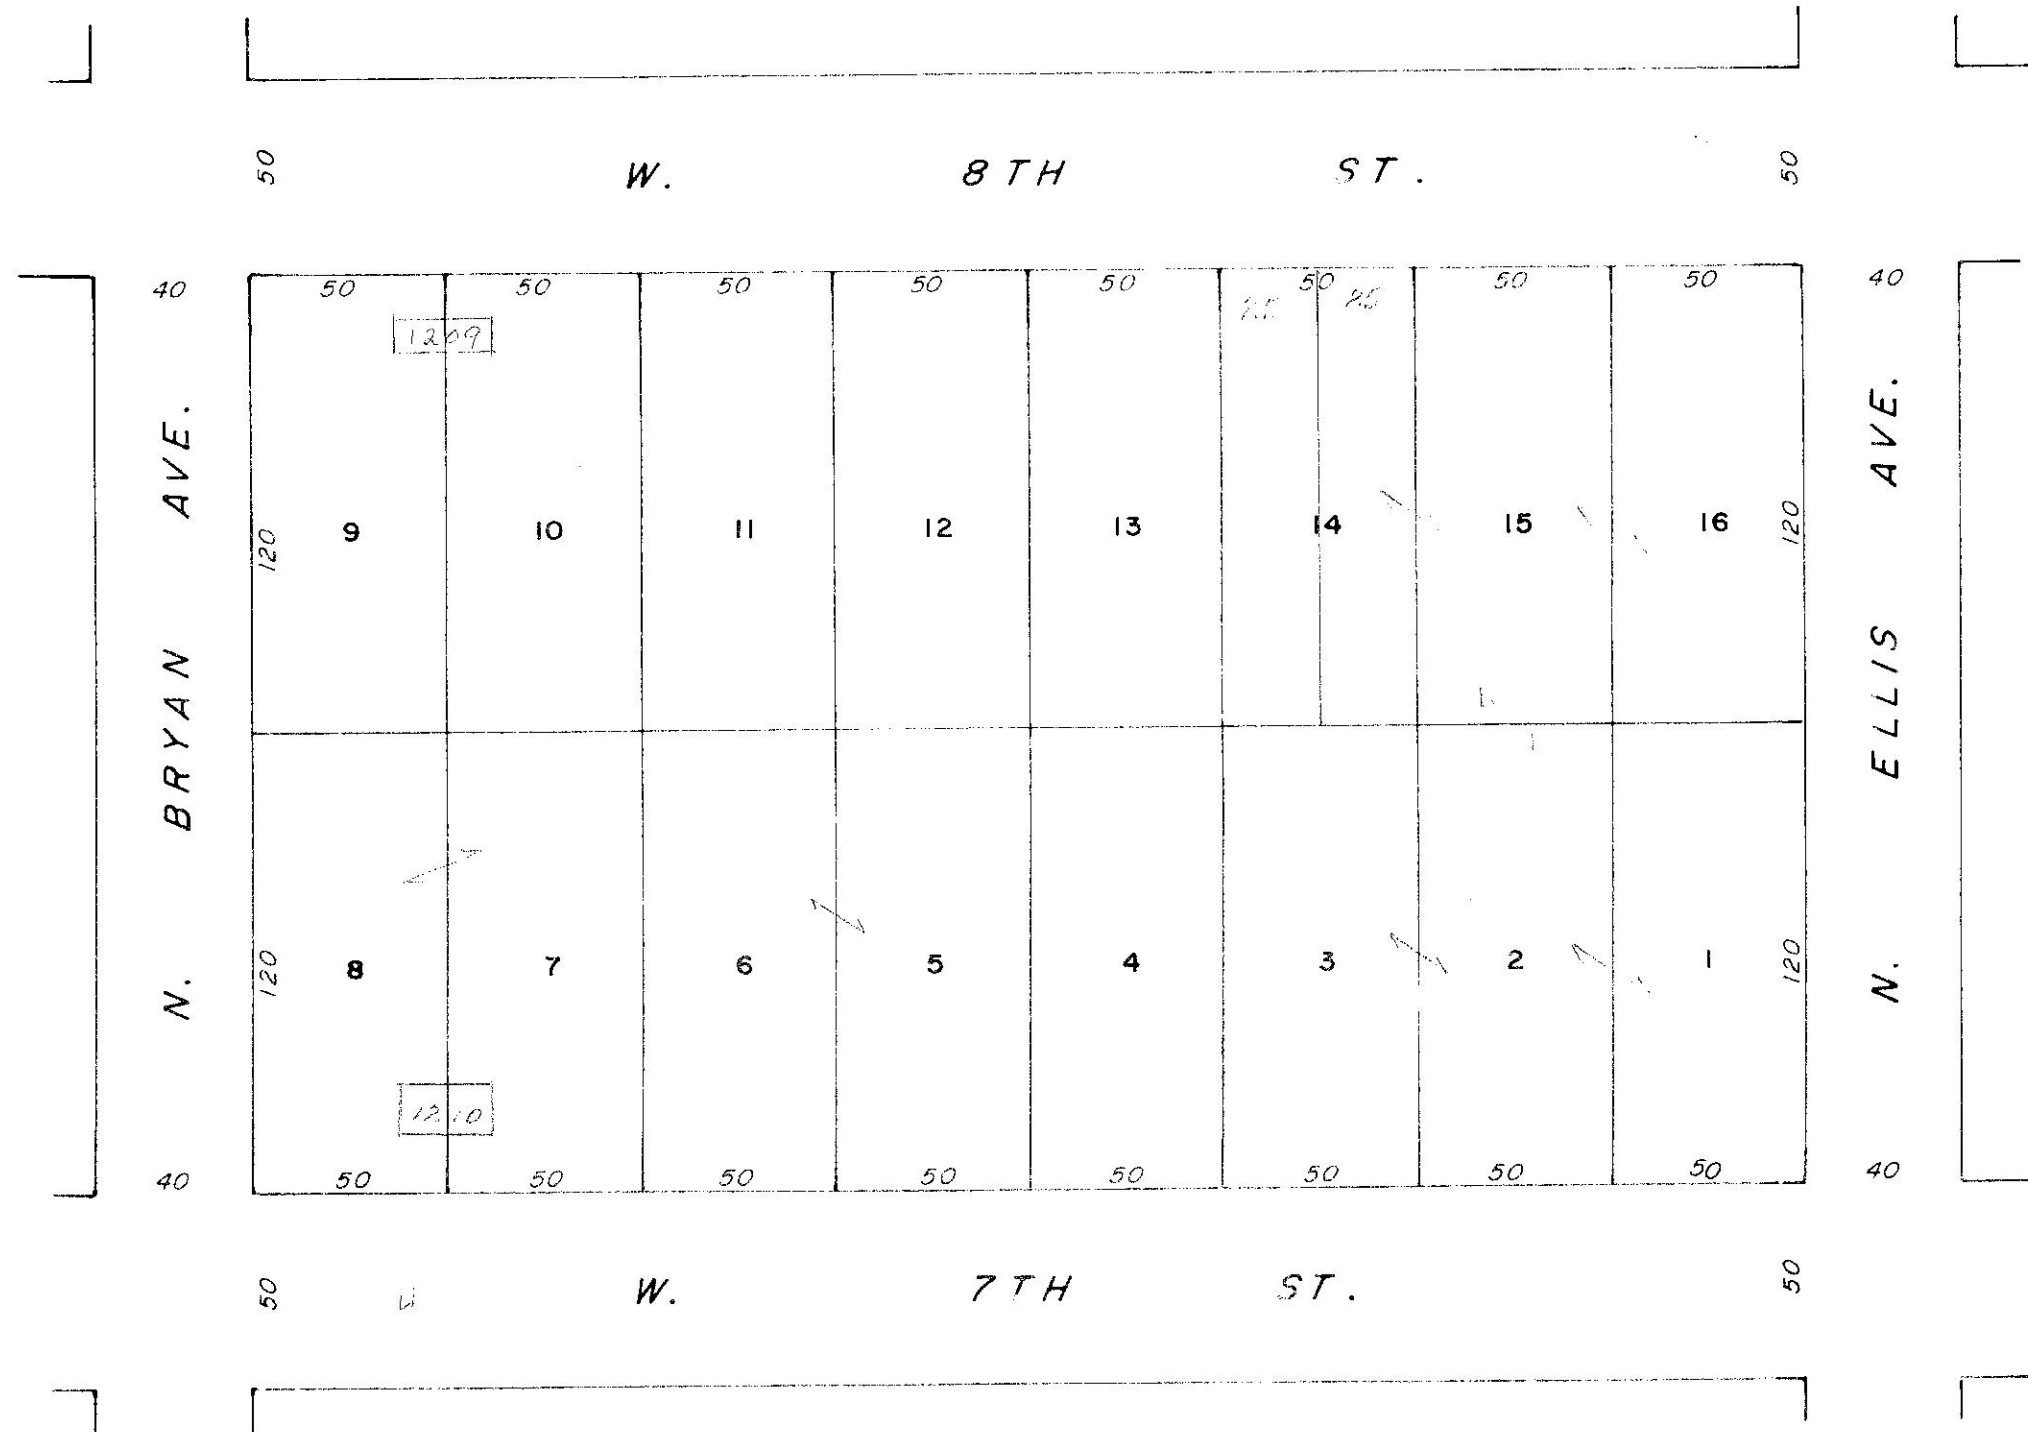 50 W. 8TH ST. 50
40 50 50 50 50 50 50 50 50 40
25 25
1209
N. BRYAN AVE.
N. ELLIS AVE.
120 9 10 11 12 13 14 15 16 120
120 8 7 6 5 4 3 2 1 120
1210
40 50 50 50 50 50 50 50 50 40
50 W. 7TH ST. 50